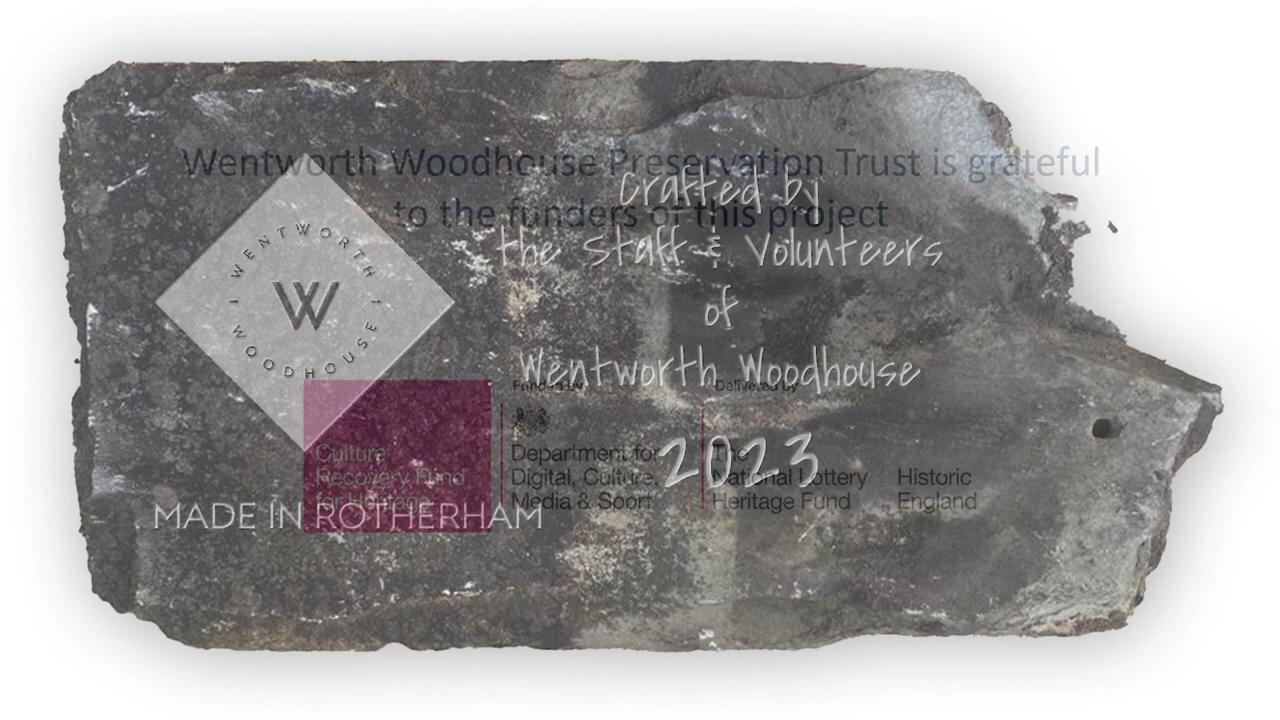 Wentworth Woodhouse Preservation Trust is grateful
to the funders of this project
Crafted by
the Staff & Volunteers
of
Wentworth Woodhouse
2023
WENTWORTH
W
WOODHOUSE
MADE IN ROTHERHAM
Culture
Recovery Fund
for Heritage
Funded by
Department for
Digital, Culture,
Media & Sport
Delivered by
The
National Lottery
Heritage Fund
Historic
England